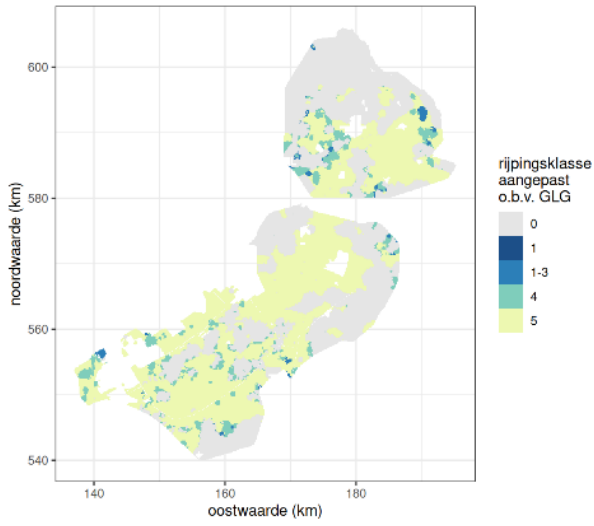 600
580
560
540
noordwaarde (km)
140
160
180
oostwaarde (km)
rijpingsklasse
aangepast
o.b.v. GLG
0
1
1-3
4
5